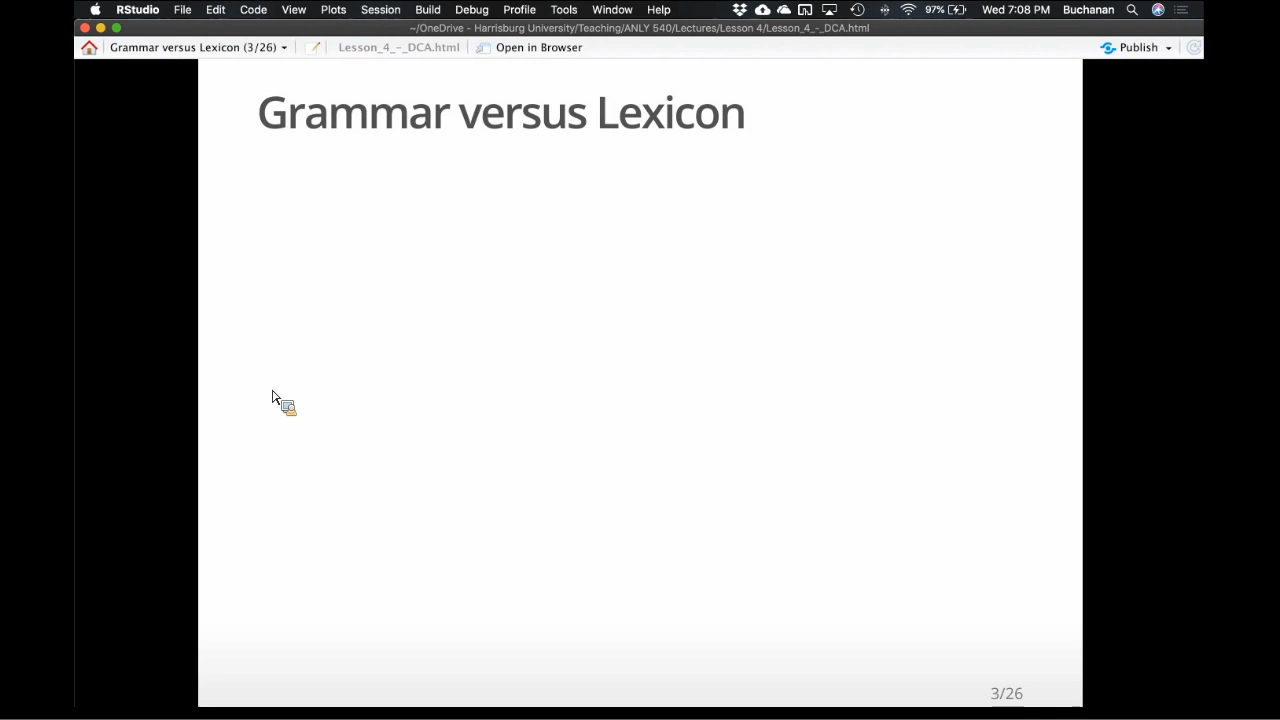 RStudio File Edit Code View Plots Session Build Debug Profile Tools Window Help 97% Wed 7:08 PM Buchanan
~/OneDrive - Harrisburg University/Teaching/ANLY 540/Lectures/Lesson 4/Lesson_4_-_DCA.html
Grammar versus Lexicon (3/26) Lesson_4_-_DCA.html Open in Browser Publish
Grammar versus Lexicon
3/26